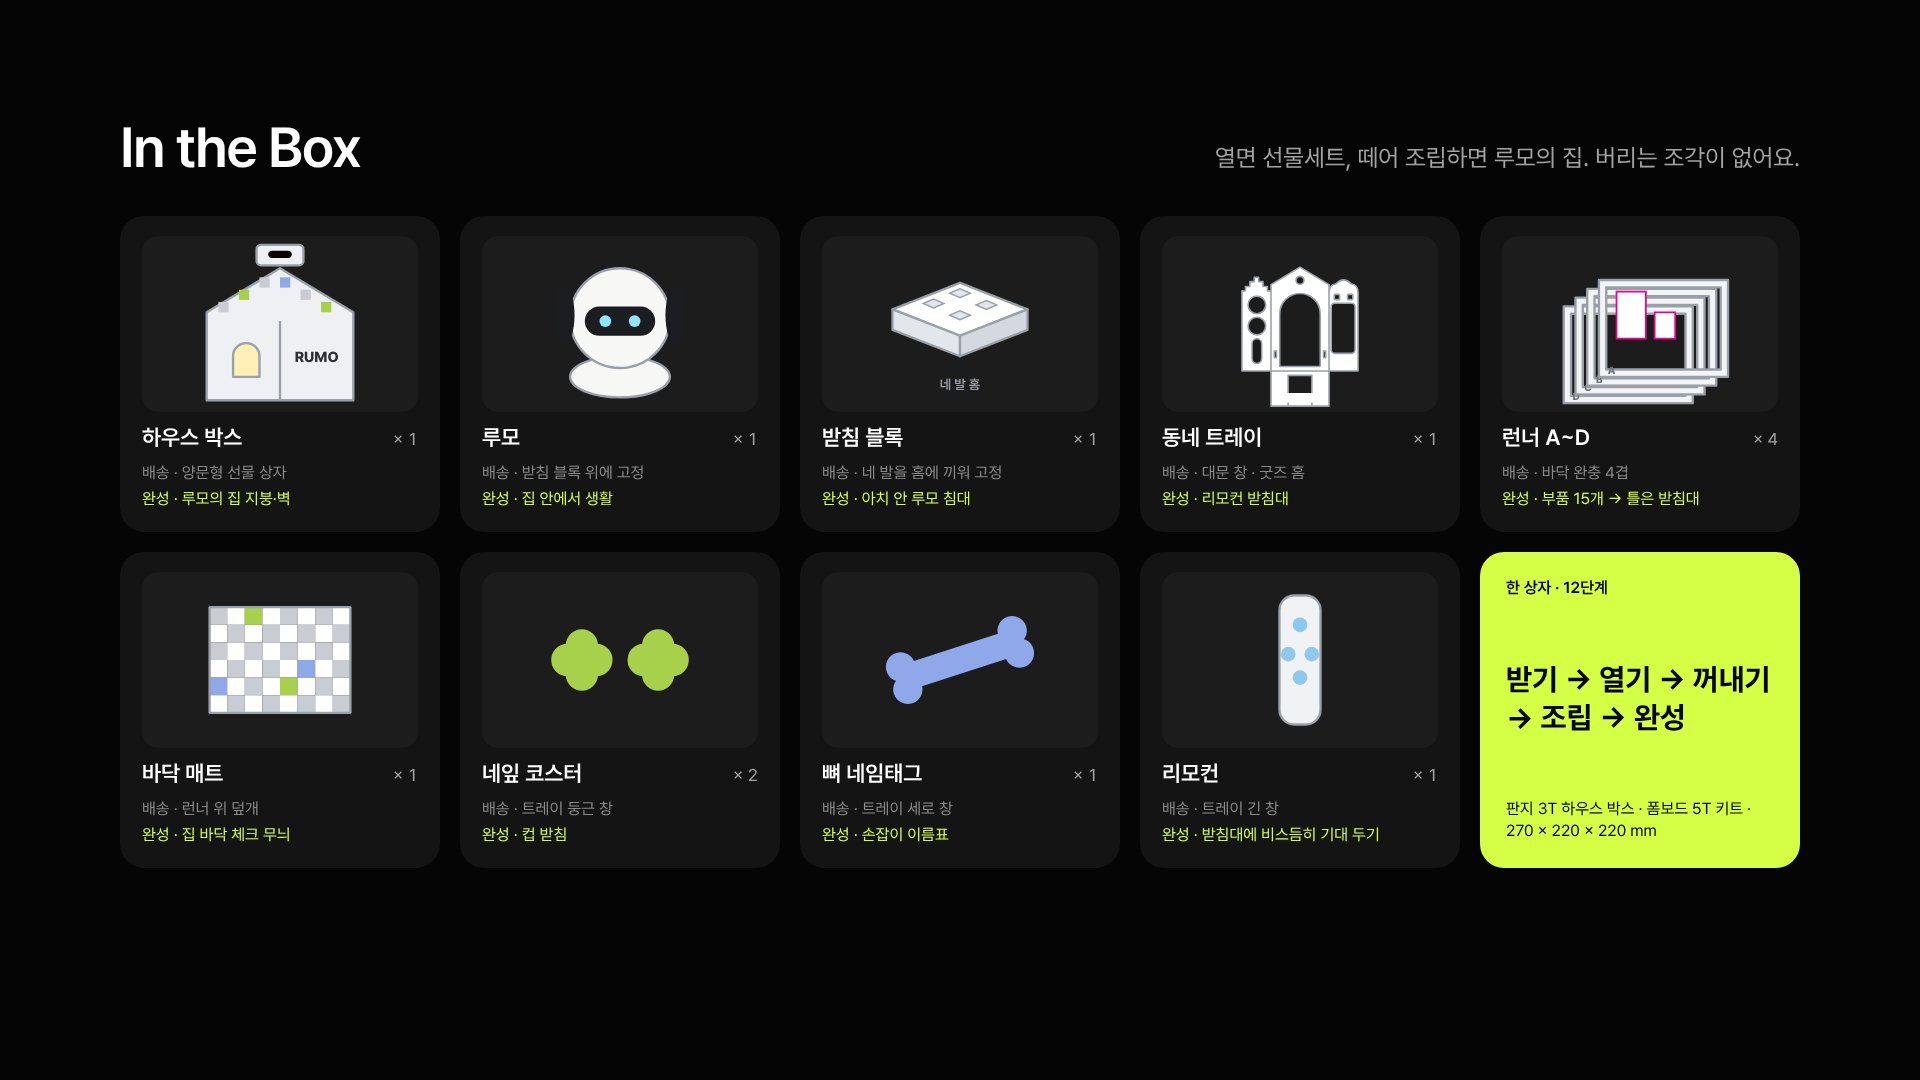 In the Box
열면 선물세트, 떼어 조립하면 루모의 집. 버리는 조각이 없어요.
RUMO
하우스 박스 × 1
배송 · 양문형 선물 상자
완성 · 루모의 집 지붕·벽
루모 × 1
배송 · 받침 블록 위에 고정
완성 · 집 안에서 생활
네 발 홈
받침 블록 × 1
배송 · 네 발을 홈에 끼워 고정
완성 · 아치 안 루모 침대
동네 트레이 × 1
배송 · 대문 창 · 굿즈 홈
완성 · 리모컨 받침대
A
B
C
D
런너 A~D × 4
배송 · 바닥 완충 4겹
완성 · 부품 15개 → 틀은 받침대
바닥 매트 × 1
배송 · 런너 위 덮개
완성 · 집 바닥 체크 무늬
네잎 코스터 × 2
배송 · 트레이 둥근 창
완성 · 컵 받침
뼈 네임태그 × 1
배송 · 트레이 세로 창
완성 · 손잡이 이름표
리모컨 × 1
배송 · 트레이 긴 창
완성 · 받침대에 비스듬히 기대 두기
한 상자 · 12단계
받기 → 열기 → 꺼내기
→ 조립 → 완성
판지 3T 하우스 박스 · 폼보드 5T 키트 ·
270 × 220 × 220 mm